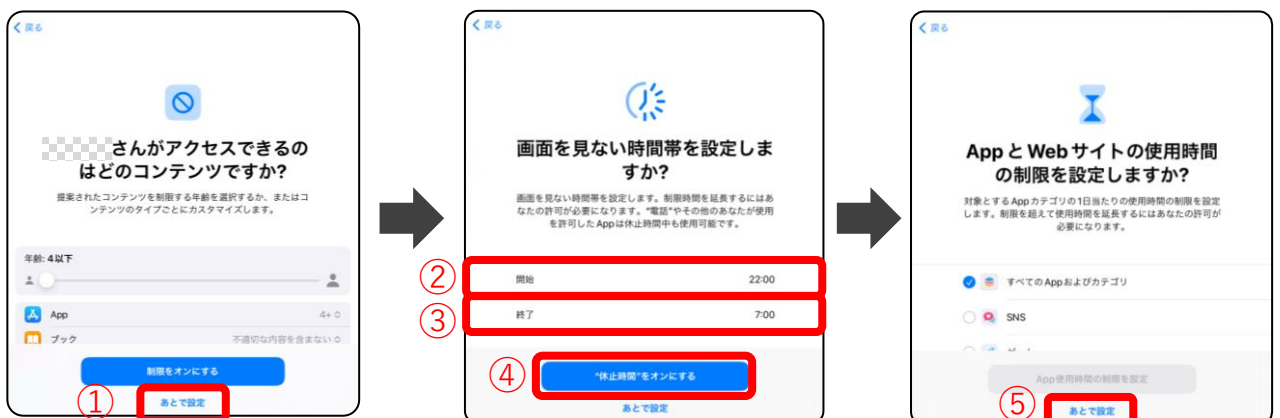 戻る
さんがアクセスできるの
はどのコンテンツですか?
提案されたコンテンツを制限する年齢を選択するか、またはコ
ンテンツのタイプごとにカスタマイズします。
年齢: 4以下
App 4+
ブック 不適切な内容を含まない
制限をオンにする
① あとで設定
戻る
画面を見ない時間帯を設定しま
すか?
画面を見ない時間帯を設定します。制限時間を延長するにはあ
なたの許可が必要になります。"電話"やその他のあなたが使用
を許可したAppは休止時間中も使用可能です。
② 開始 22:00
③ 終了 7:00
④ "休止時間"をオンにする
あとで設定
戻る
AppとWebサイトの使用時間
の制限を設定しますか?
対象とするAppカテゴリの1日当たりの使用時間の制限を設定
します。制限を超えて使用時間を延長するにはあなたの許可が
必要になります。
すべてのAppおよびカテゴリ
SNS
App使用時間の制限を設定
⑤ あとで設定